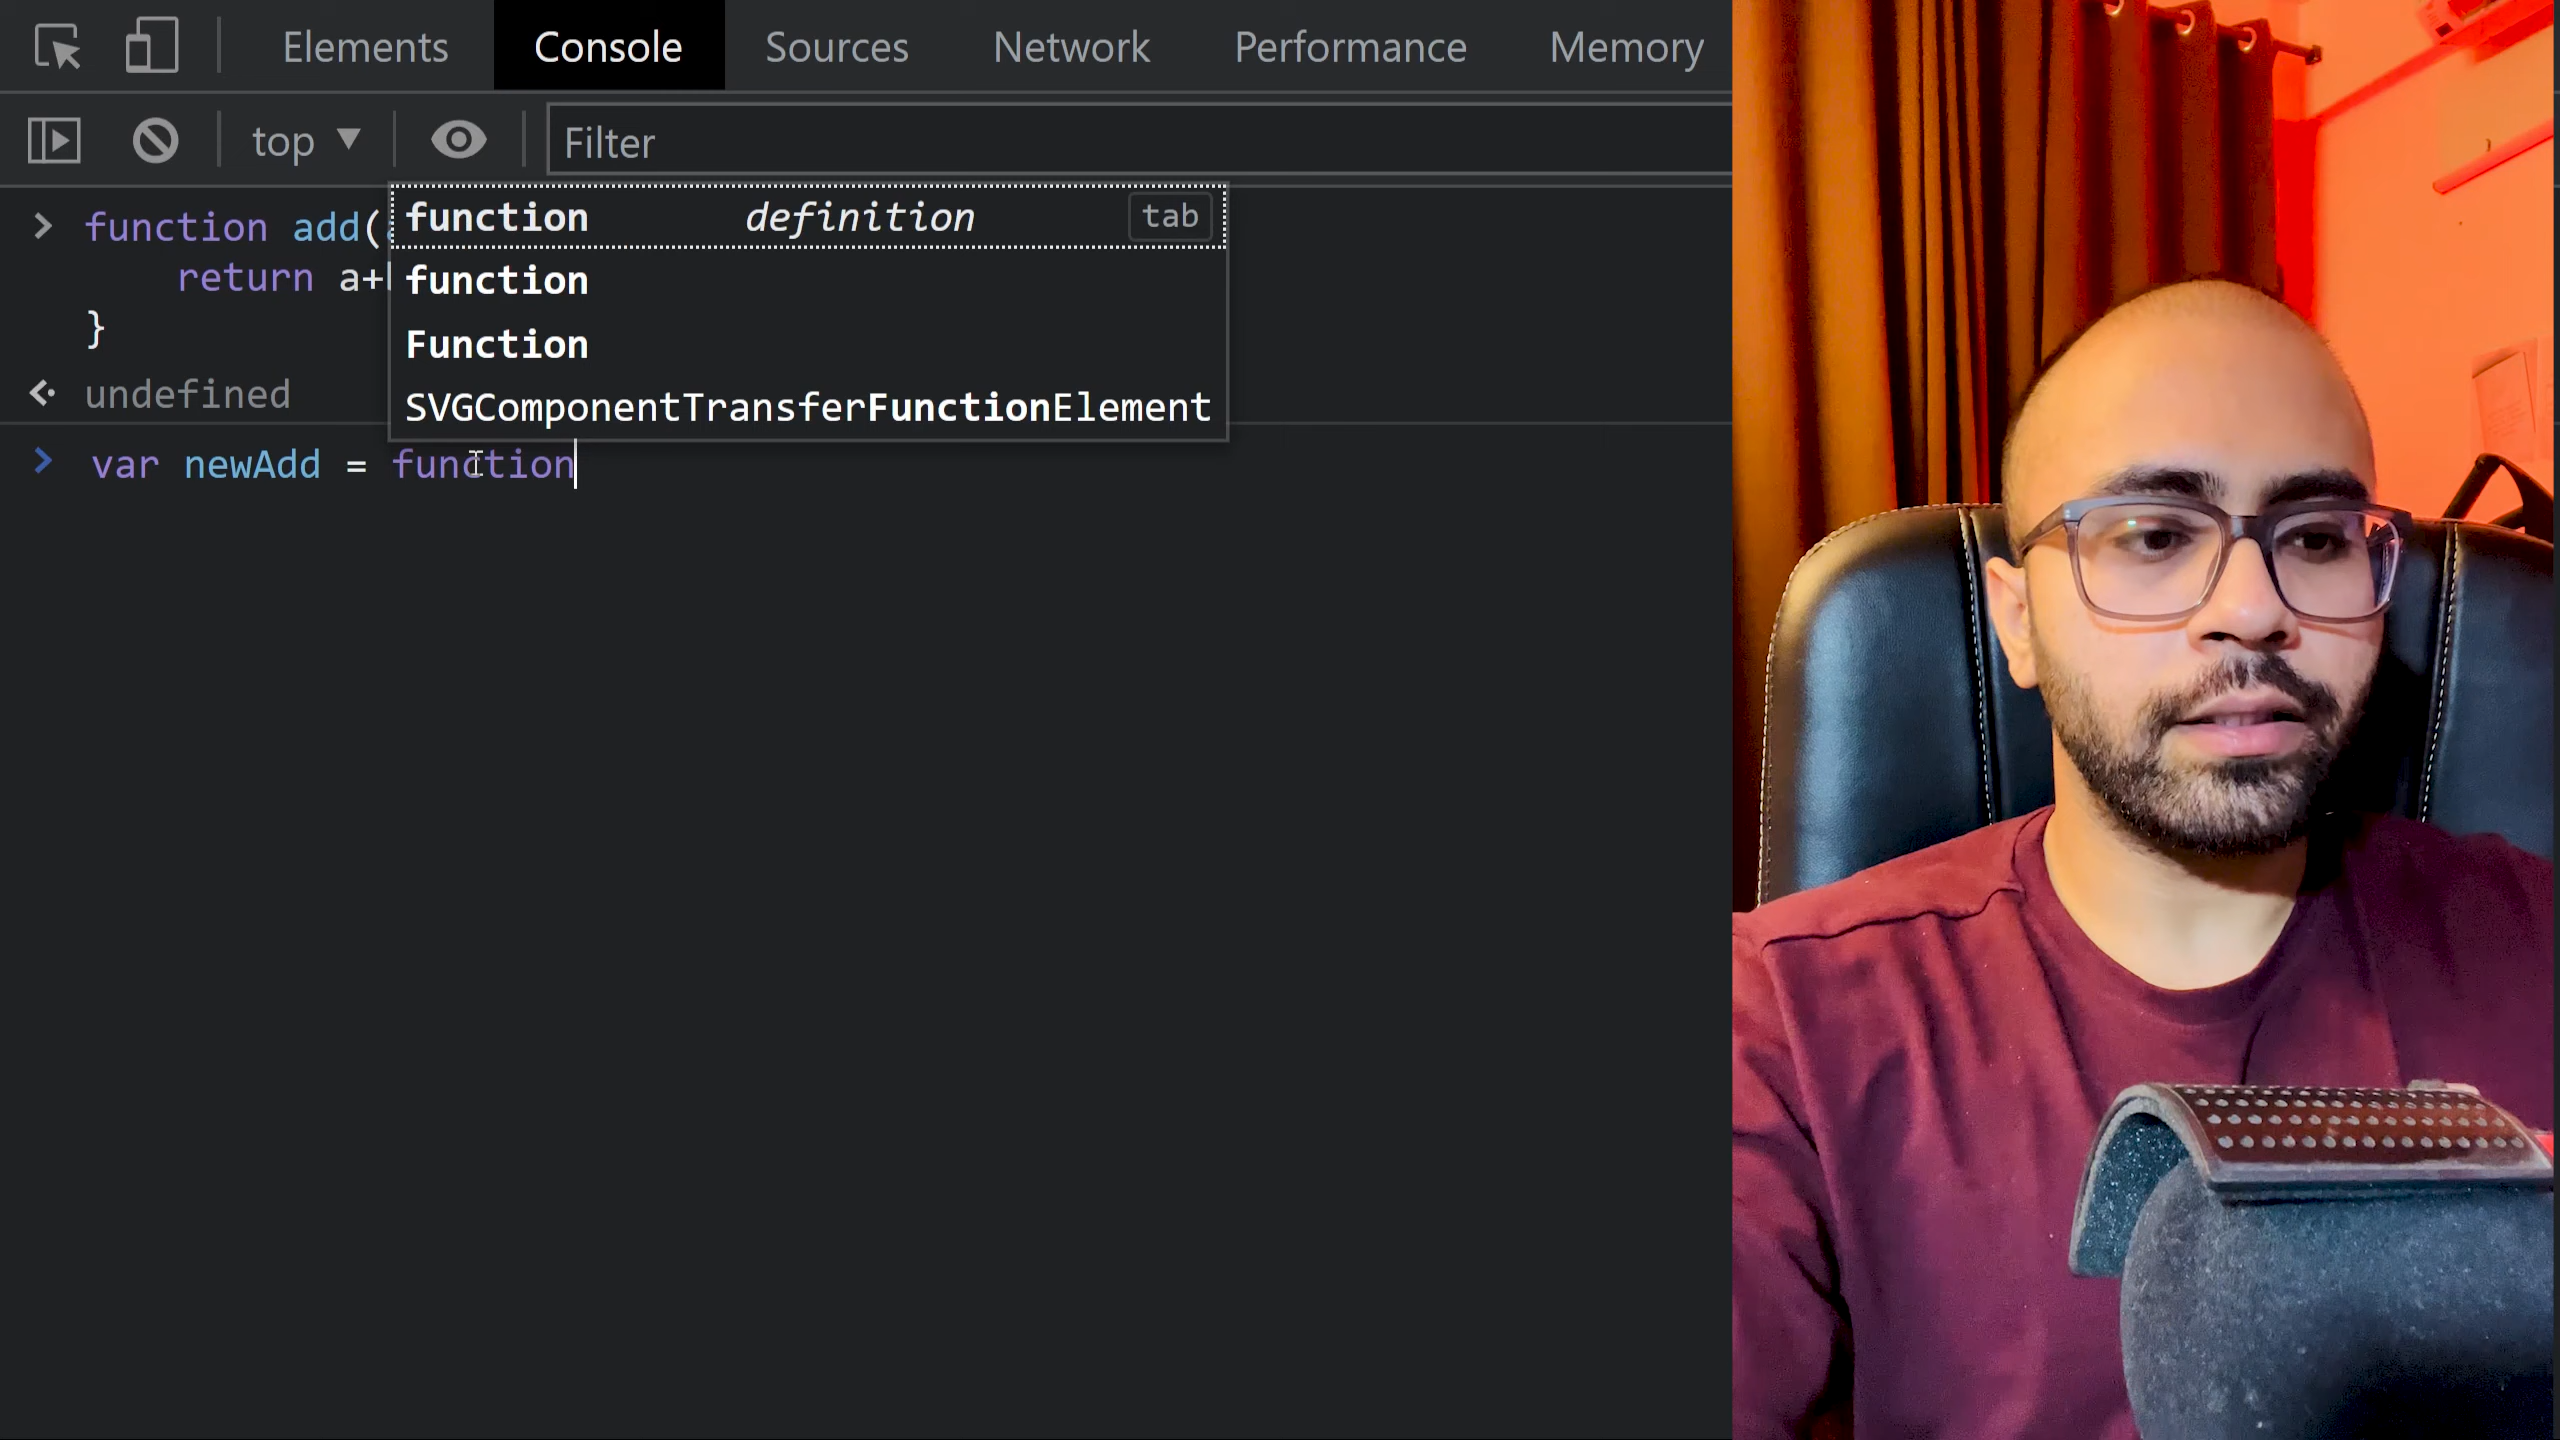 Elements Console Sources Network Performance Memory
top Filter
function add(
return a+
}
undefined
function definition tab
function
Function
SVGComponentTransferFunctionElement
var newAdd = function